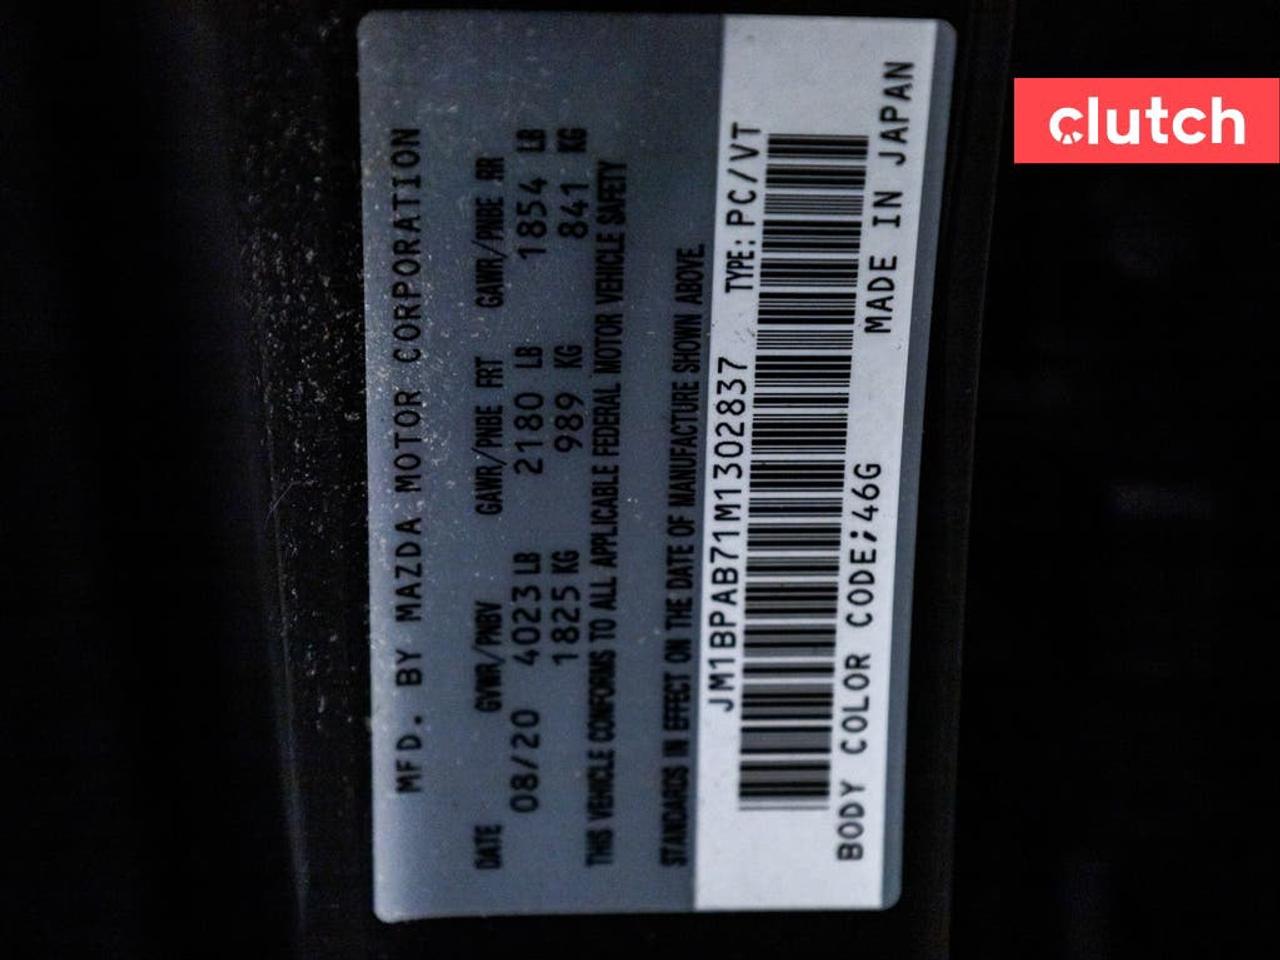 MFD. BY MAZDA MOTOR CORPORATION
DATE GVWR/PNBV GAWR/PNBE FRT GAWR/PNBE RR
08/20 4023 LB 2180 LB 1854 LB
1825 KG 989 KG 841 KG
THIS VEHICLE CONFORMS TO ALL APPLICABLE FEDERAL MOTOR VEHICLE SAFETY
STANDARDS IN EFFECT ON THE DATE OF MANUFACTURE SHOWN ABOVE.
JM1BPAB71M1302837 TYPE: PC/VT
BODY COLOR CODE;46G MADE IN JAPAN
clutch